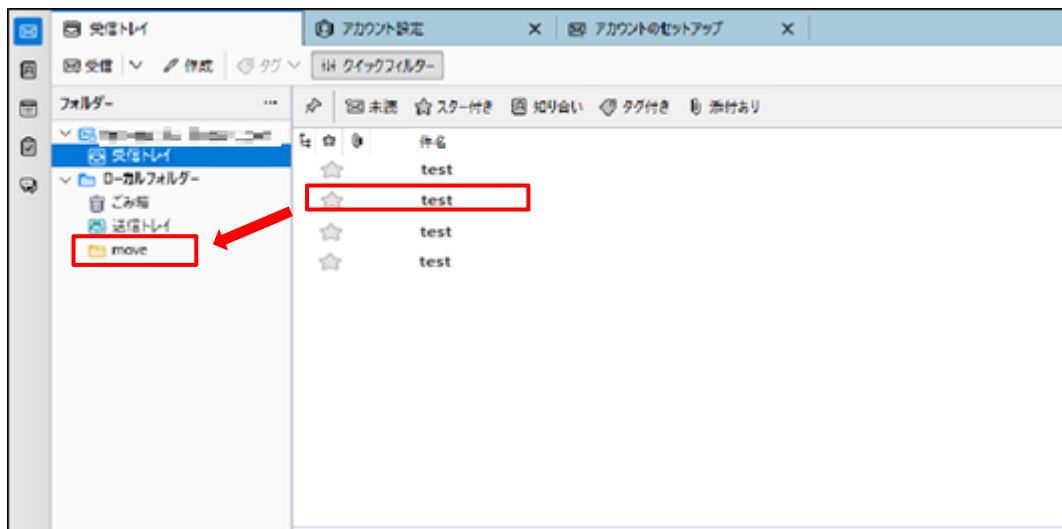 受信トレイ アカウント設定 アカウントのセットアップ
受信 作成 タグ クイックフィルター
フォルダー 未読 スター付き 知り合い タグ付き 添付あり
件名
受信トレイ
test
ローカルフォルダー
ごみ箱
test
送信トレイ
test
move
test